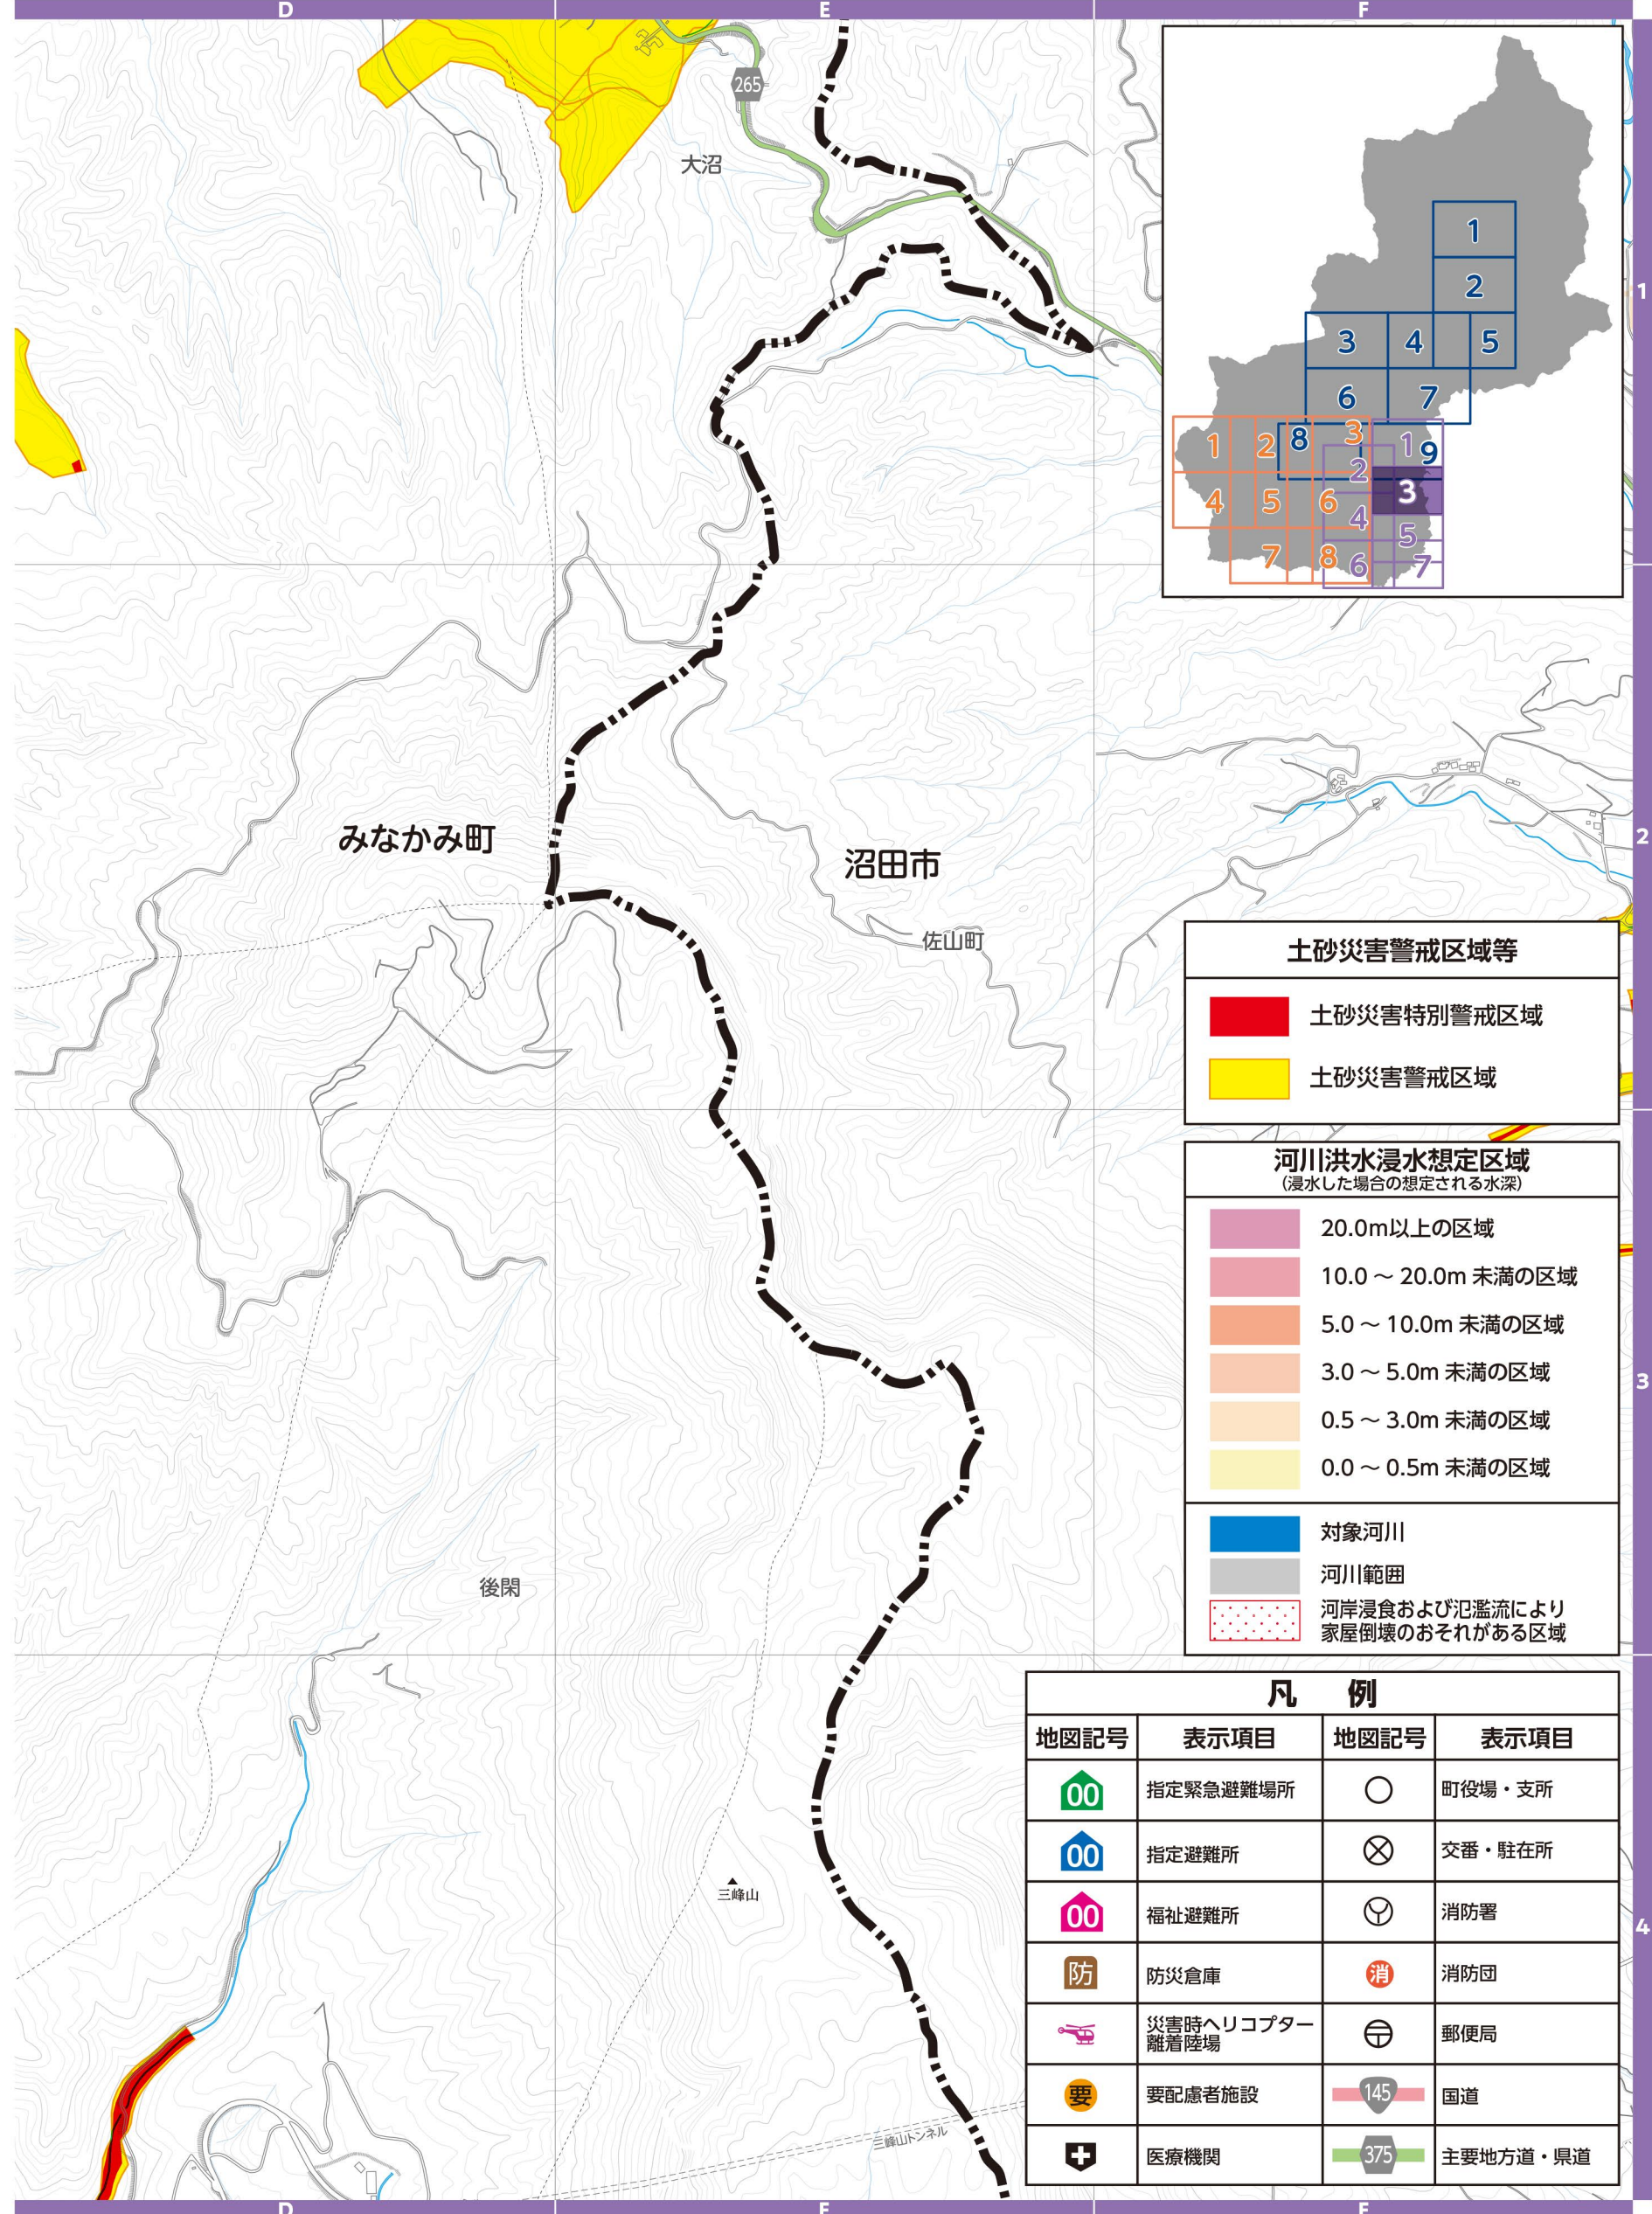 D
E
F
265
大沼
1
2
3
4
5
6
7
8
9
1
2
3
4
5
6
7
8
1
2
3
4
5
6
7
1
みなかみ町
沼田市
佐山町
2
土砂災害警戒区域等
土砂災害特別警戒区域
土砂災害警戒区域
河川洪水浸水想定区域
(浸水した場合の想定される水深)
20.0m以上の区域
10.0 ～ 20.0m 未満の区域
5.0 ～ 10.0m 未満の区域
3.0 ～ 5.0m 未満の区域
0.5 ～ 3.0m 未満の区域
0.0 ～ 0.5m 未満の区域
3
対象河川
河川範囲
河岸浸食および氾濫流により
家屋倒壊のおそれがある区域
後閑
三峰山
三峰山トンネル
凡 例
地図記号 表示項目 地図記号 表示項目
00 指定緊急避難場所 町役場・支所
00 指定避難所 交番・駐在所
00 福祉避難所 消防署
防 防災倉庫 消 消防団
災害時ヘリコプター
離着陸場
郵便局
要 要配慮者施設 145 国道
医療機関 375 主要地方道・県道
4
D
E
F